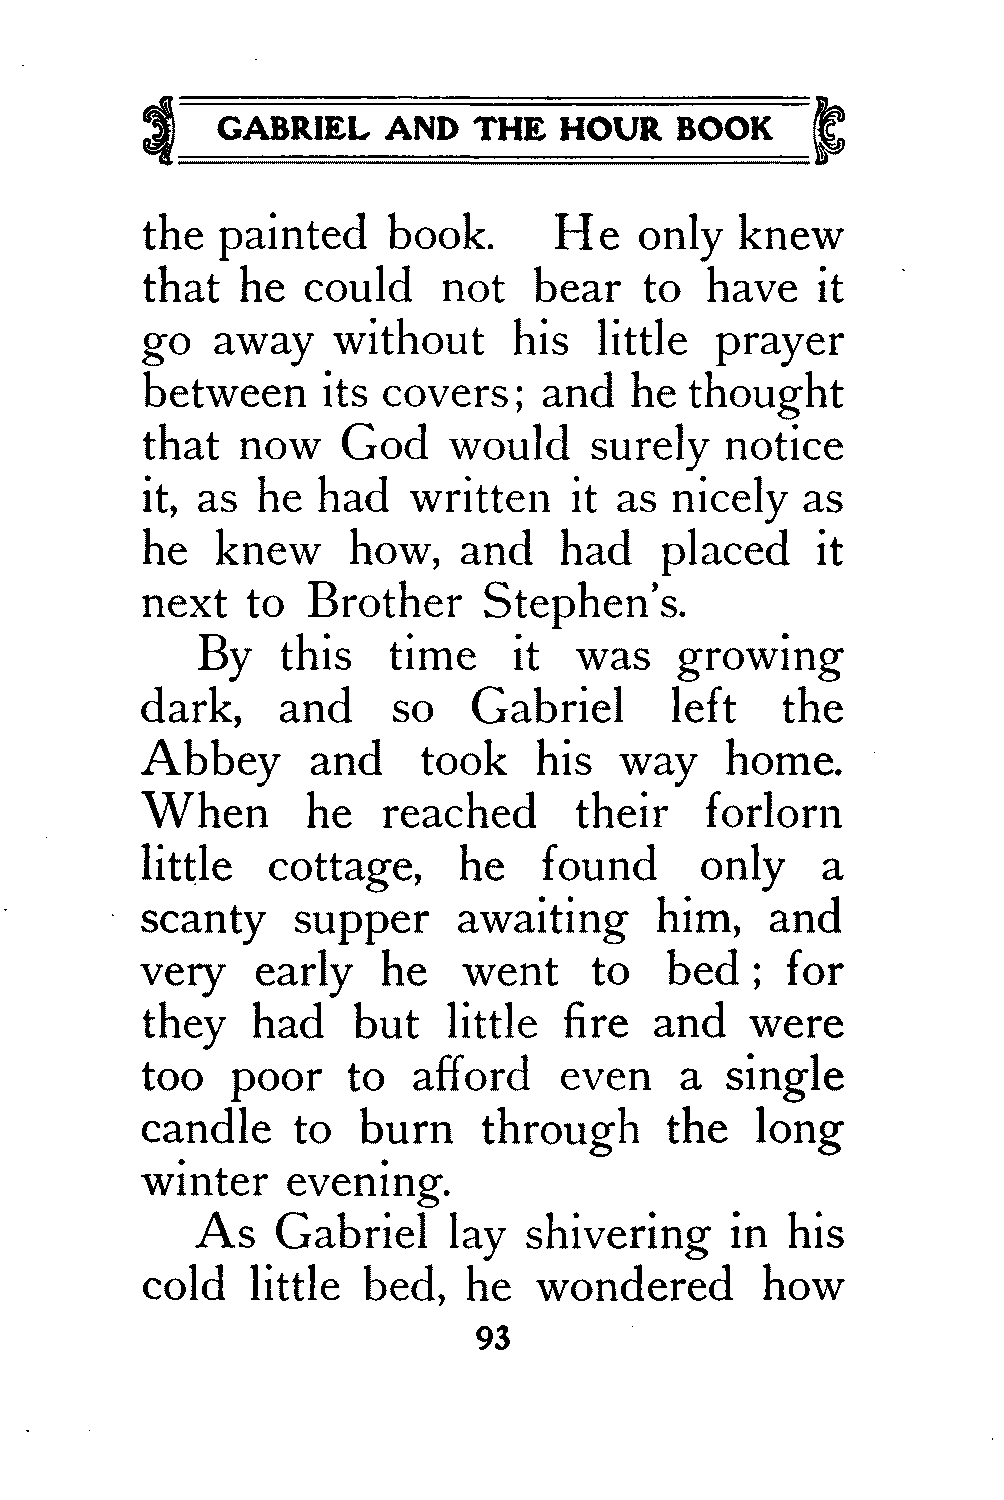 GABRIEL AND THE HOUR BOOK
the painted book. He only knew
that he could not bear to have it
go away without his little prayer
between its covers; and he thought
that now God would surely notice
it, as he had written it as nicely as
he knew how, and had placed it
next to Brother Stephen's.
By this time it was growing
dark, and so Gabriel left the
Abbey and took his way home.
When he reached their forlorn
little cottage, he found only a
scanty supper awaiting him, and
very early he went to bed; for
they had but little fire and were
too poor to afford even a single
candle to burn through the long
winter evening.
As Gabriel lay shivering in his
cold little bed, he wondered how
93